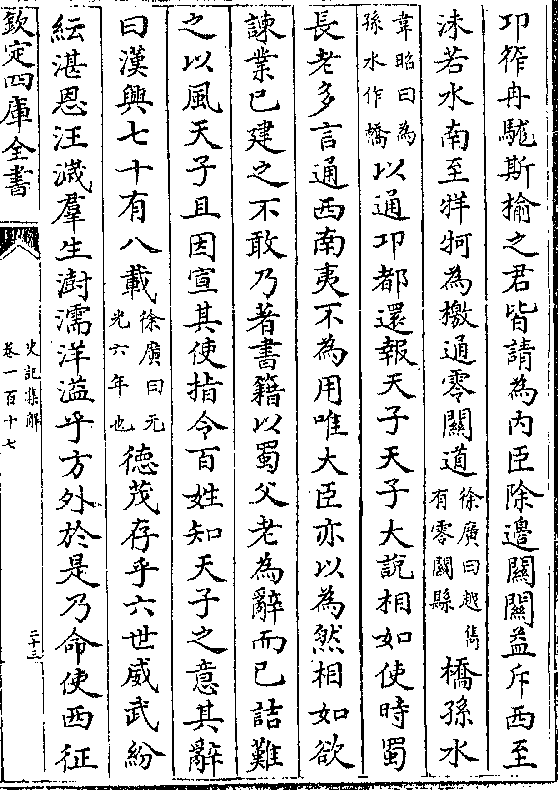 卭筰冉駹斯榆之君皆請為内臣除邉關關益斥西至
沬若水南至牂牁為檄通零關道徐廣曰越雋有零關縣橋孫水
韋昭曰為孫水作橋以通卭都還報天子天子大說相如使時蜀
長老多言通西南夷不為用唯大臣亦以為然相如欲
諫業已建之不敢乃著書籍以蜀父老為辭而已詰難
之以風天子且因宣其使指令百姓知天子之意其辭
曰漢興七十有八載徐廣曰元光六年也德茂存乎六世威武紛
紜湛恩汪濊羣生澍濡洋溢乎方外於是乃命使西征
欽定四庫全書
史記集解
卷一百十七
二十三